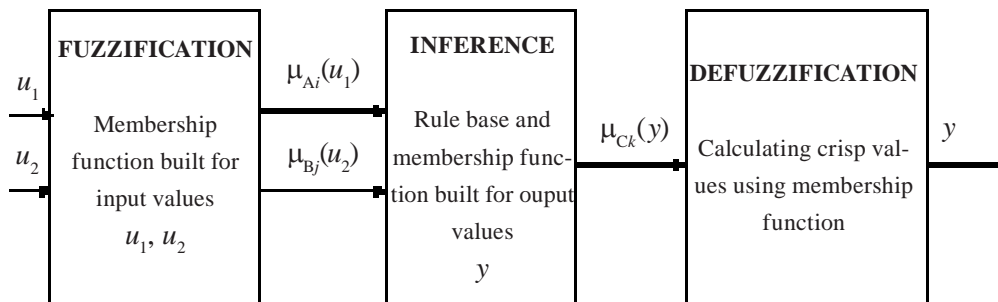 u1
u2
FUZZIFICATION
Membership
function built for
input values
u1, u2
μAi(u1)
μBj(u2)
INFERENCE
Rule base and
membership func-
tion built for ouput
values
y
μCk(y)
DEFUZZIFICATION
Calculating crisp val-
ues using membership
function
y